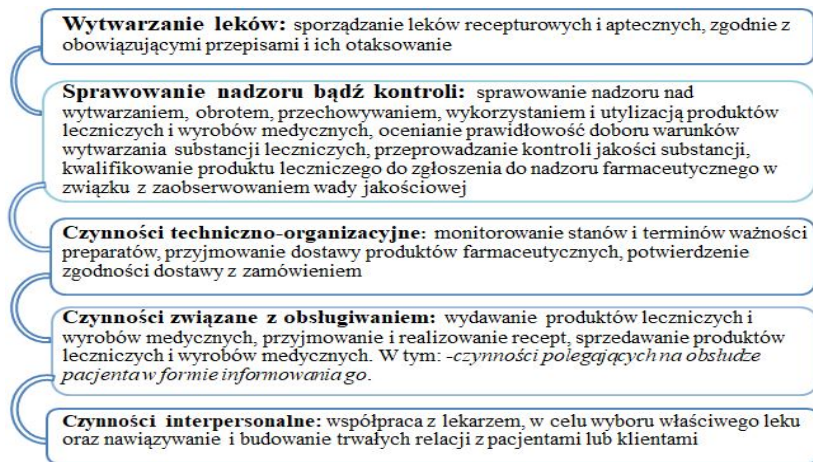 Wytwarzanie leków: sporządzanie leków recepturowych i aptecznych, zgodnie z
obowiązującymi przepisami i ich otaksowanie
Sprawowanie nadzoru bądź kontroli: sprawowanie nadzoru nad
wytwarzaniem, obrotem, przechowywaniem, wykorzystaniem i utylizacją produktów
leczniczych i wyrobów medycznych, ocenianie prawidłowość doboru warunków
wytwarzania substancji leczniczych, przeprowadzanie kontroli jakości substancji,
kwalifikowanie produktu leczniczego do zgłoszenia do nadzoru farmaceutycznego w
związku z zaobserwowaniem wady jakościowej
Czynności techniczno-organizacyjne: monitorowanie stanów i terminów ważności
preparatów, przyjmowanie dostawy produktów farmaceutycznych, potwierdzenie
zgodności dostawy z zamówieniem
Czynności związane z obsługiwaniem: wydawanie produktów leczniczych i
wyrobów medycznych, przyjmowanie i realizowanie recept, sprzedawanie produktów
leczniczych i wyrobów medycznych. W tym: -czynności polegających na obsłudze
pacjenta w formie informowania go.
Czynności interpersonalne: współpraca z lekarzem, w celu wyboru właściwego leku
oraz nawiązywanie i budowanie trwałych relacji z pacjentami lub klientami